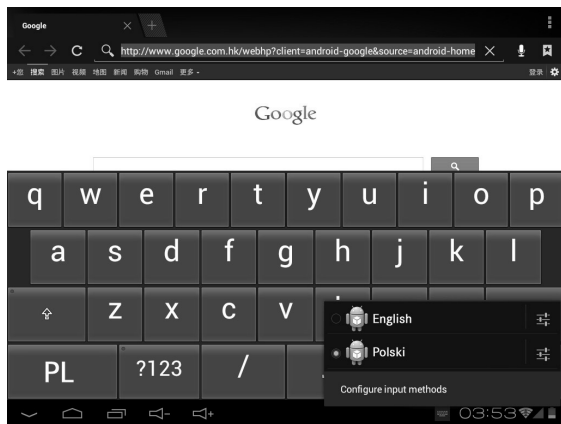 Google
http://www.google.com.hk/webhp?client=android-google&source=android-home
+您 搜索 图片 视频 地图 新闻 购物 Gmail 更多 登录
Google
q w e r t y u i o p
a s d f g h j k l
z x c v
English
PL ?123 /
Polski
Configure input methods
03:53